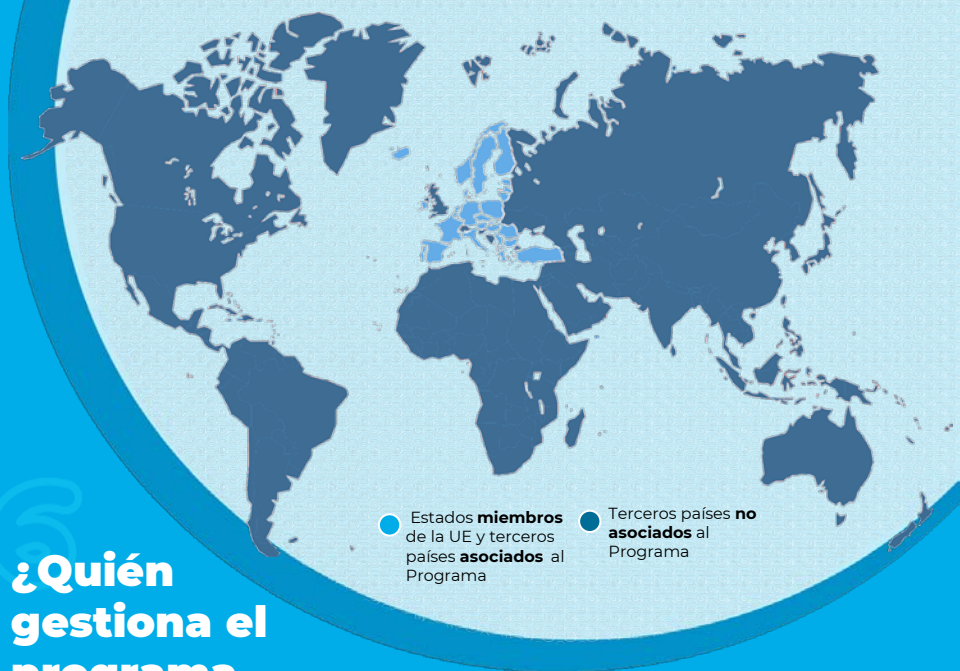 Estados miembros
de la UE y terceros
países asociados al
Programa
Terceros países no
asociados al
Programa
¿Quién
gestiona el
programa